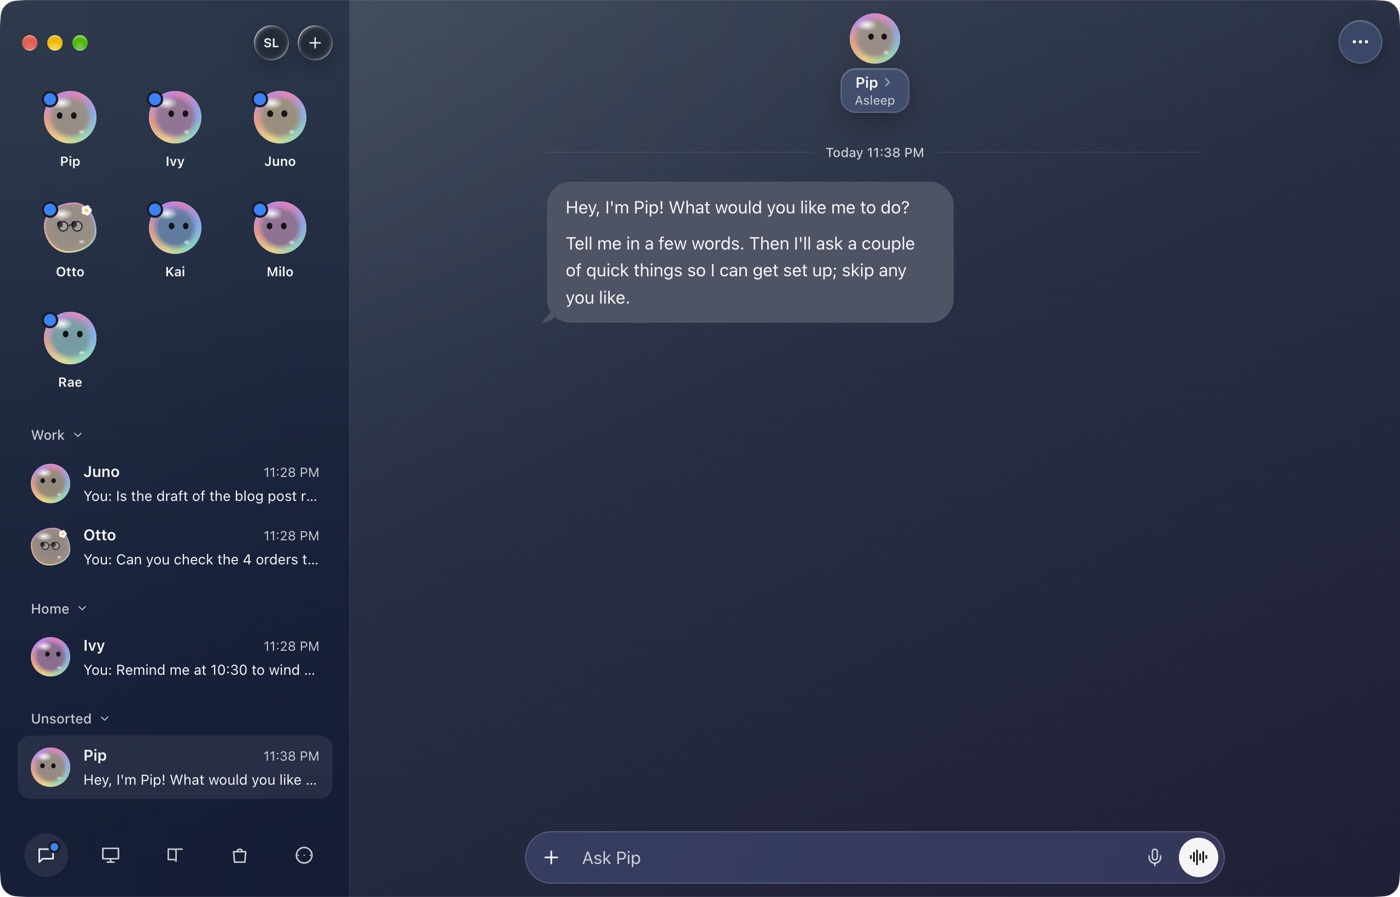 SL
Pip
Ivy
Juno
Otto
Kai
Milo
Rae
Work
Juno
11:28 PM
You: Is the draft of the blog post r...
Otto
11:28 PM
You: Can you check the 4 orders t...
Home
Ivy
11:28 PM
You: Remind me at 10:30 to wind ...
Unsorted
Pip
11:38 PM
Hey, I'm Pip! What would you like ...
Pip
Asleep
Today 11:38 PM
Hey, I'm Pip! What would you like me to do?
Tell me in a few words. Then I'll ask a couple
of quick things so I can get set up; skip any
you like.
Ask Pip